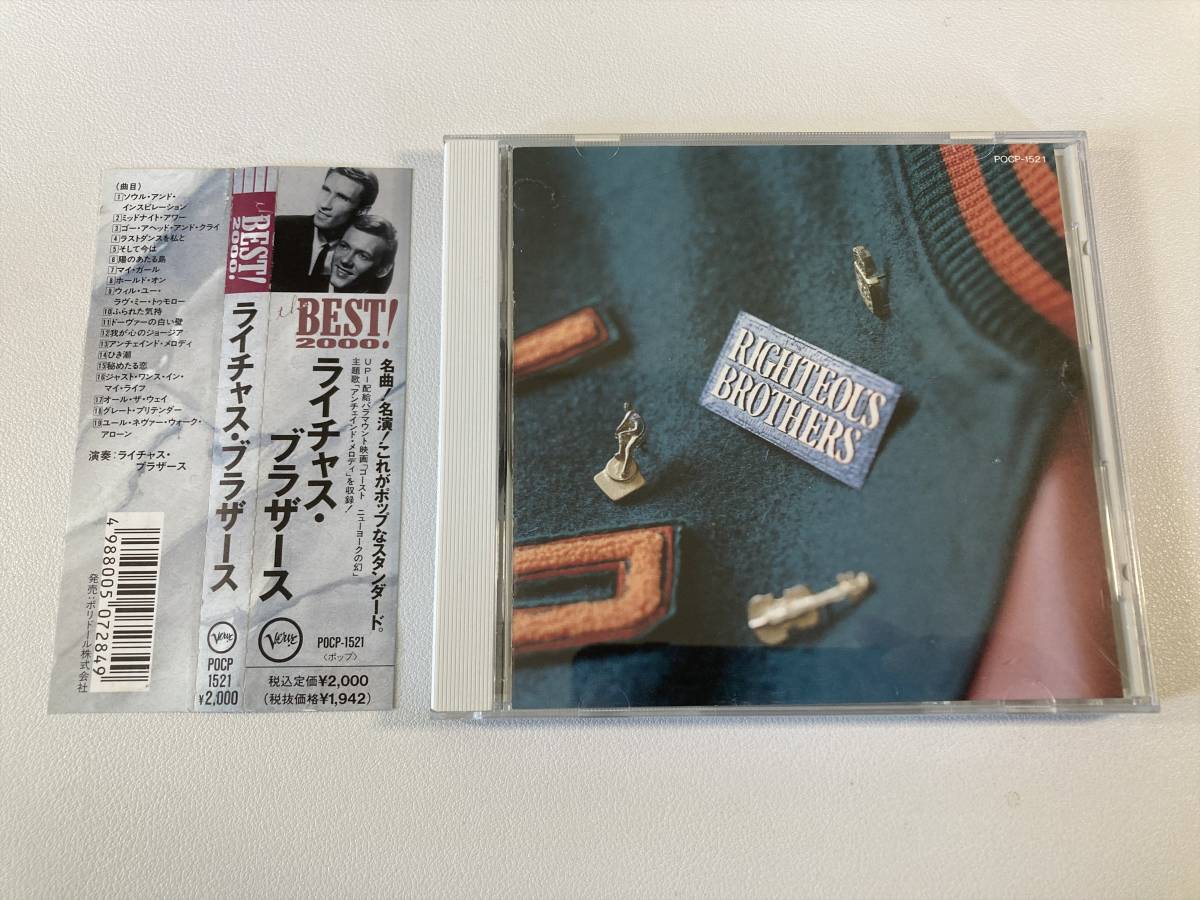 〈曲目〉
1 ソウル・アンド・
インスピレーション
2 ミッドナイト・アワー
3 ゴー・アヘッド・アンド・クライ
4 ラストダンスを私と
5 そして今は
6 陽のあたる島
7 マイ・ガール
8 ホールド・オン
9 ウィル・ユー・
ラヴ・ミー・トゥモロー
10 ふられた気持
11 ドーヴァーの白い壁
12 我が心のジョージア
13 アンチェインド・メロディ
14 ひき潮
15 秘めたる恋
16 ジャスト・ワンス・イン・
マイ・ライフ
17 オール・ザ・ウェイ
18 グレート・プリテンダー
19 ユール・ネヴァー・ウォーク・
アローン
演奏:ライチャス・
ブラザース
4988005072849
発売:ポリドール株式会社
the BEST!
2000!
ライチャス・ブラザース
Verve
POCP
1521
¥2,000
the BEST!
2000!
名曲!名演!これがポップなスタンダード。
UPI配給パラマウント映画「ゴースト ニューヨークの幻」
主題歌「アンチェインド・メロディ」を収録!
ライチャス・
ブラザース
Verve
POCP-1521
〈ポップ〉
税込定価¥2,000
(税抜価格¥1,942)
POCP-1521
RIGHTEOUS
BROTHERS